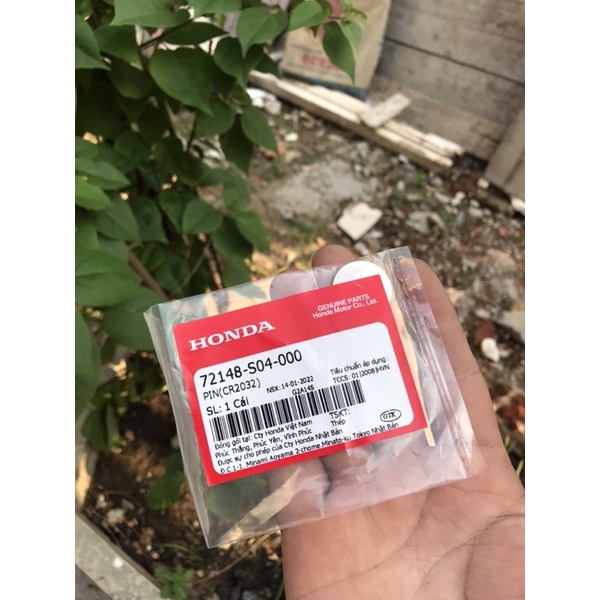 HONDA
GENUINE PARTS
Honda Motor Co., Ltd.
72148-S04-000
PIN(CR2032)
NSX: 14-01-2022
Tiêu chuẩn áp dụng:
SL: 1 Cái
G2A145
TCCS: 01|2008|HVN
Đóng gói tại: Cty Honda Việt Nam
TSKT:
Phúc Thắng, Phúc Yên, Vĩnh Phúc
Thép
Được sự cho phép của Cty Honda Nhật Bản
Đ.C 1-1, Minami Aoyama 2-chome Minato-ku, Tokyo Nhật Bản